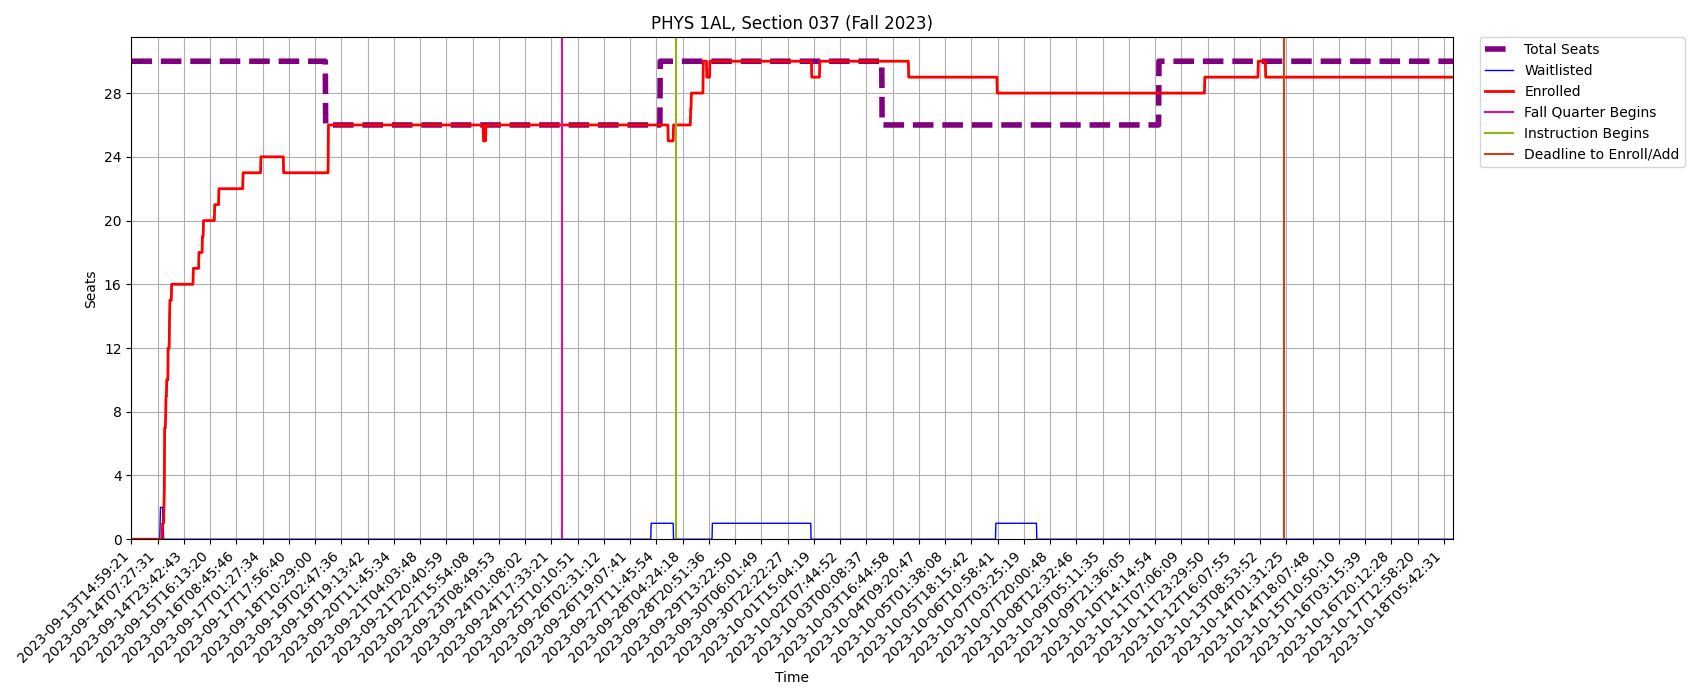 PHYS 1AL, Section 037 (Fall 2023)
Total Seats
Waitlisted
Enrolled
Fall Quarter Begins
Instruction Begins
Deadline to Enroll/Add
Seats
28
24
20
16
12
8
4
0
2023-09-13T14:59:21
2023-09-14T07:27:31
2023-09-14T23:42:43
2023-09-15T16:13:20
2023-09-16T08:45:46
2023-09-17T01:27:34
2023-09-17T17:56:40
2023-09-18T10:29:00
2023-09-19T02:47:36
2023-09-19T19:13:42
2023-09-20T11:45:34
2023-09-21T04:03:48
2023-09-21T20:40:59
2023-09-22T15:54:08
2023-09-23T08:49:53
2023-09-24T01:08:02
2023-09-24T17:33:21
2023-09-25T10:10:51
2023-09-26T02:31:12
2023-09-26T19:07:41
2023-09-27T11:45:54
2023-09-28T04:24:18
2023-09-28T20:51:36
2023-09-29T13:22:50
2023-09-30T06:01:49
2023-09-30T22:22:27
2023-10-01T15:04:19
2023-10-02T07:44:52
2023-10-03T00:08:37
2023-10-03T16:44:58
2023-10-04T09:20:47
2023-10-05T01:38:08
2023-10-05T18:15:42
2023-10-06T10:58:41
2023-10-07T03:25:19
2023-10-07T20:00:48
2023-10-08T12:32:46
2023-10-09T05:11:35
2023-10-09T21:36:05
2023-10-10T14:14:54
2023-10-11T07:06:09
2023-10-11T23:29:50
2023-10-12T16:07:55
2023-10-13T08:53:52
2023-10-14T01:31:25
2023-10-14T18:07:48
2023-10-15T10:50:10
2023-10-16T03:15:39
2023-10-16T20:12:28
2023-10-17T12:58:20
2023-10-18T05:42:31
Time